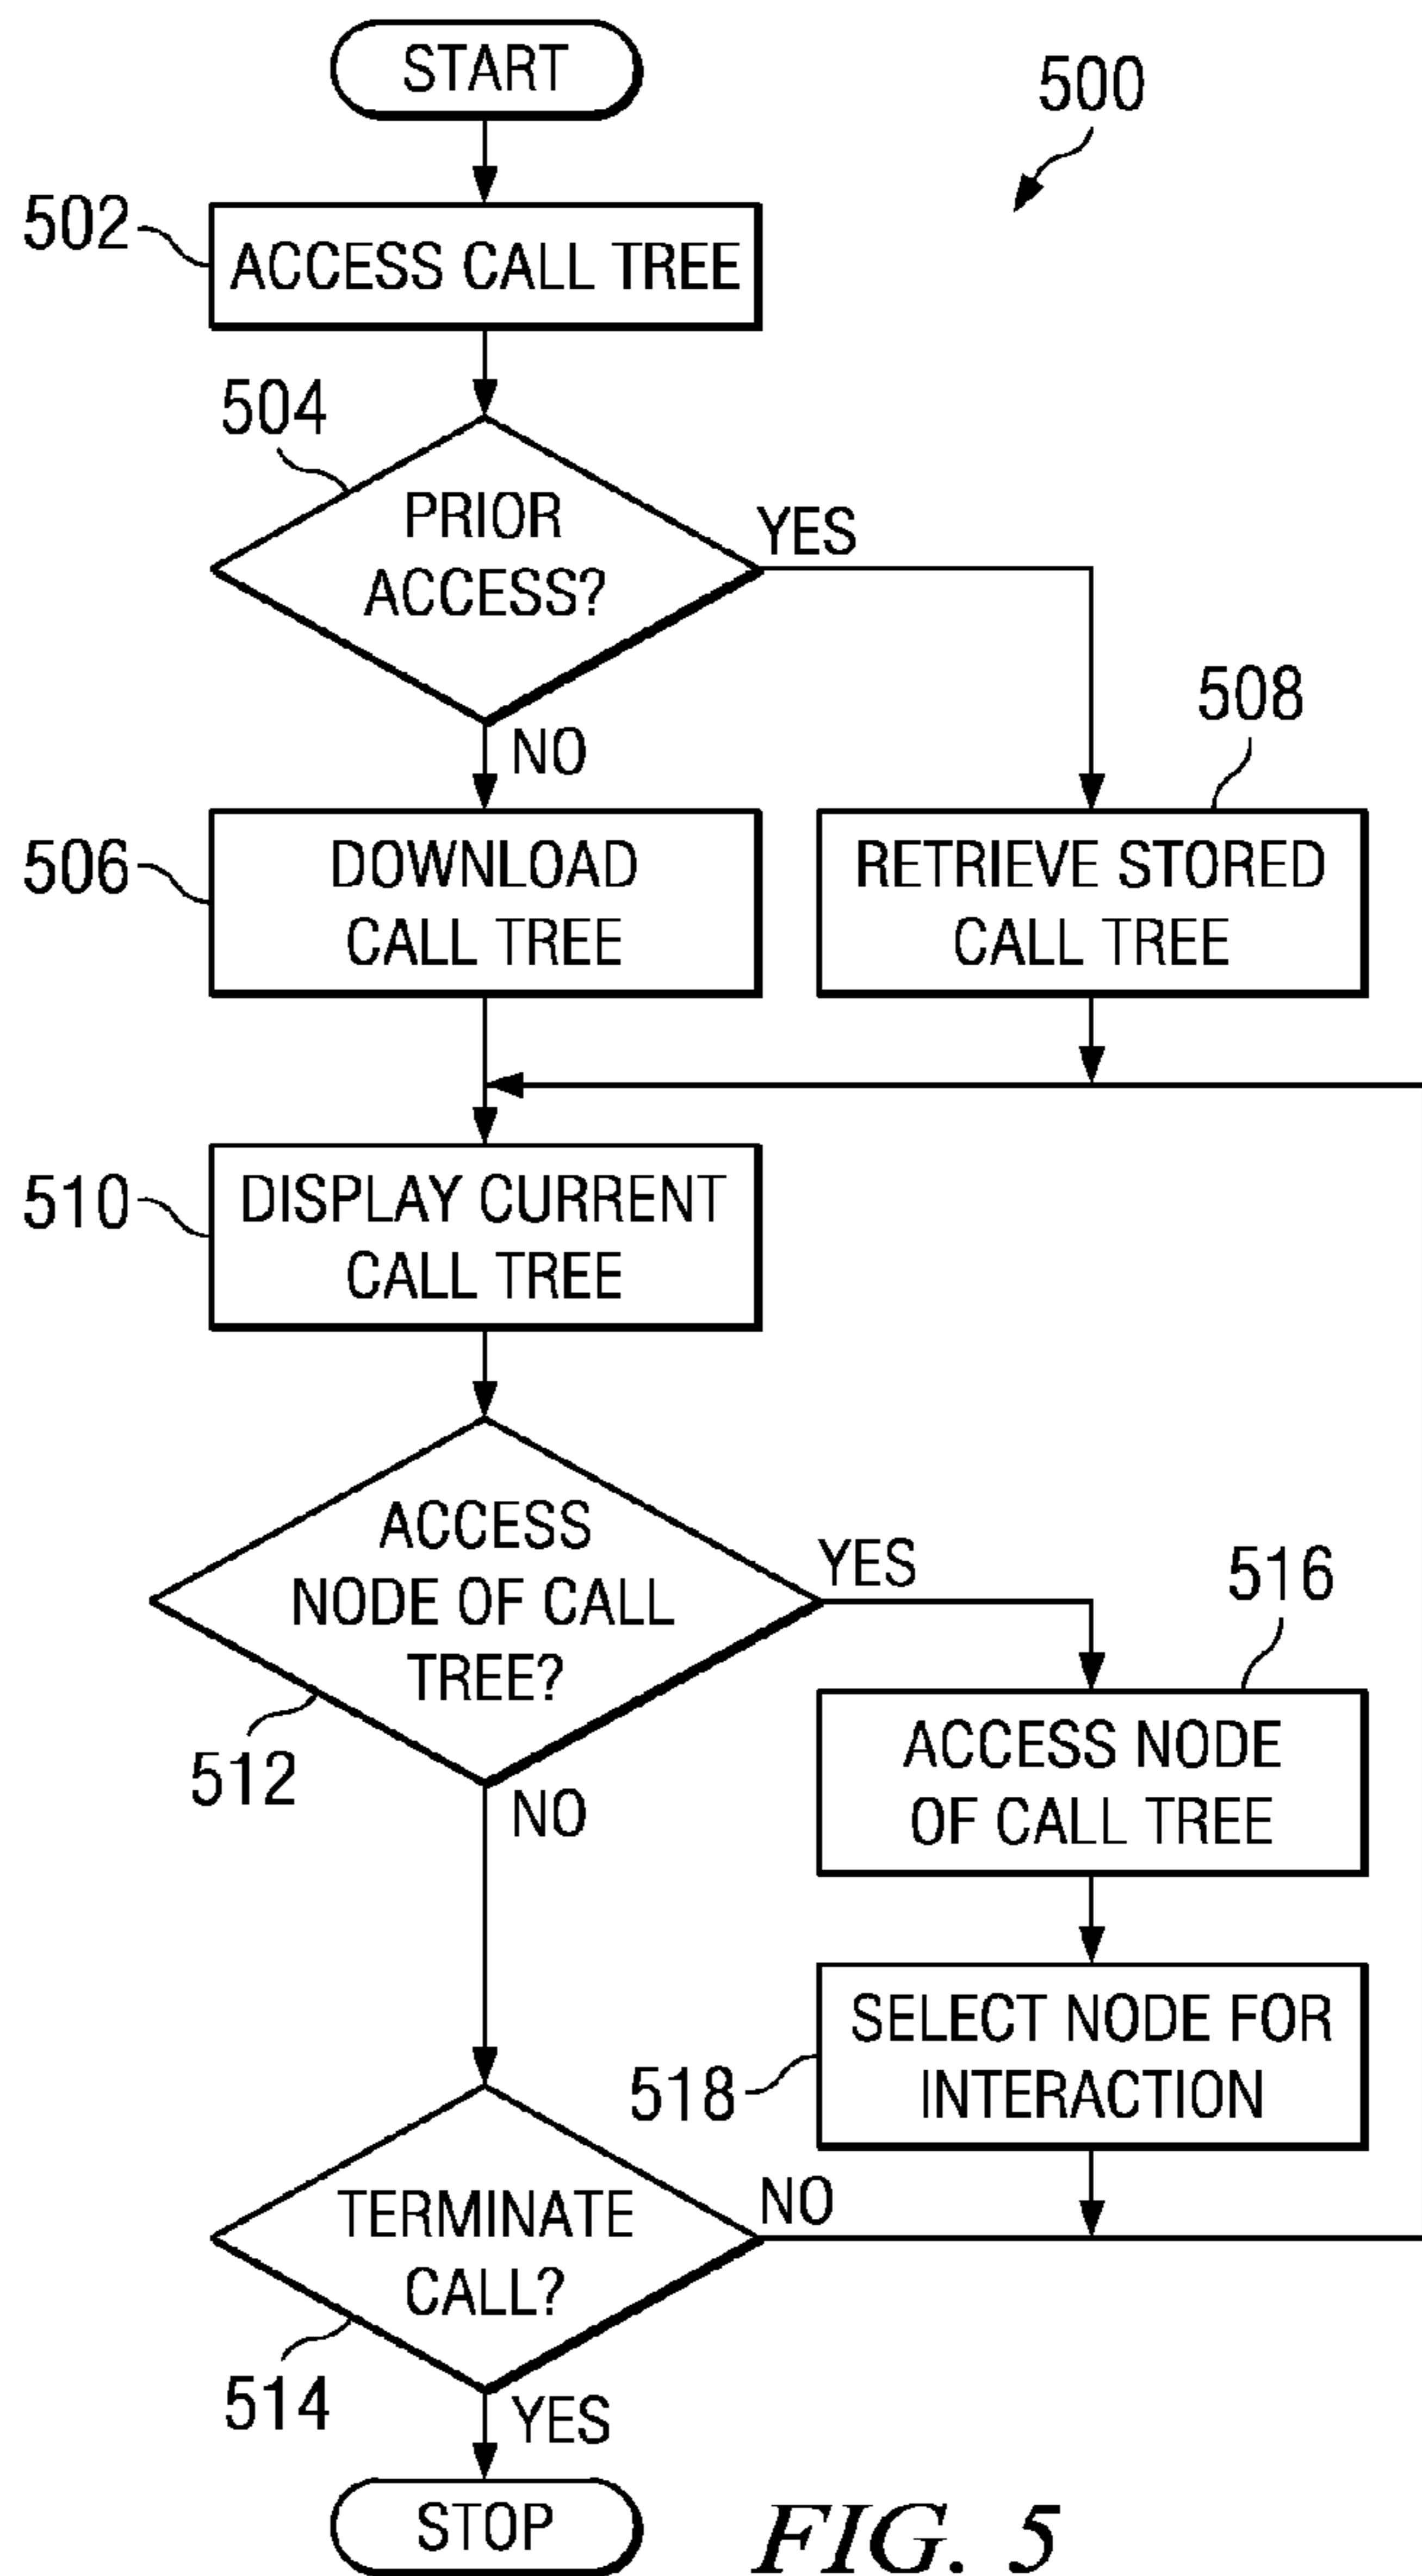 START
500
502
ACCESS CALL TREE
504
PRIOR
ACCESS?
YES
NO
508
506
DOWNLOAD
CALL TREE
RETRIEVE STORED
CALL TREE
510
DISPLAY CURRENT
CALL TREE
ACCESS
NODE OF CALL
TREE?
YES
516
512
NO
ACCESS NODE
OF CALL TREE
518
SELECT NODE FOR
INTERACTION
TERMINATE
CALL?
NO
514
YES
STOP
FIG. 5